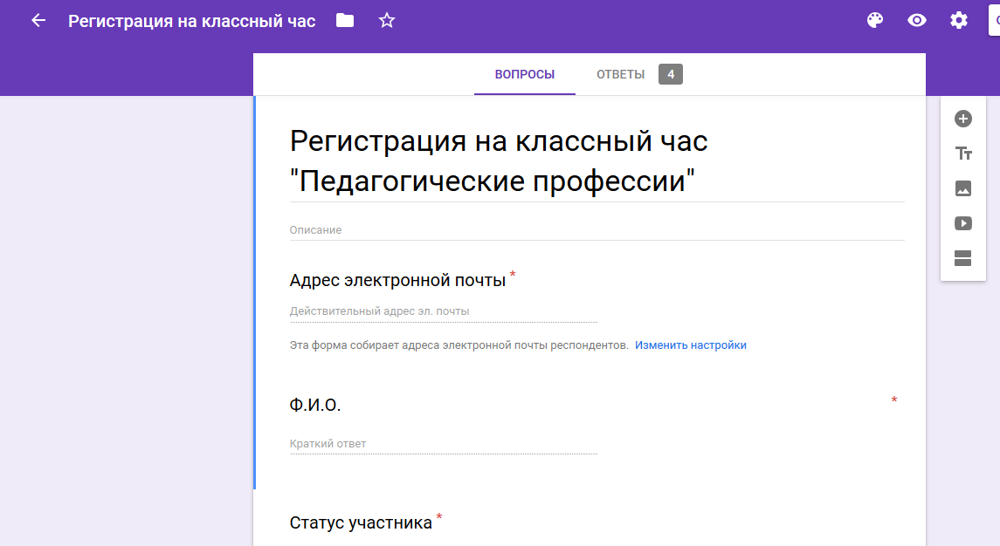 Регистрация на классный час
ВОПРОСЫ
ОТВЕТЫ 4
Регистрация на классный час
"Педагогические профессии"
Описание
Адрес электронной почты *
Действительный адрес эл. почты
Эта форма собирает адреса электронной почты респондентов. Изменить настройки
Ф.И.О. *
Краткий ответ
Статус участника *